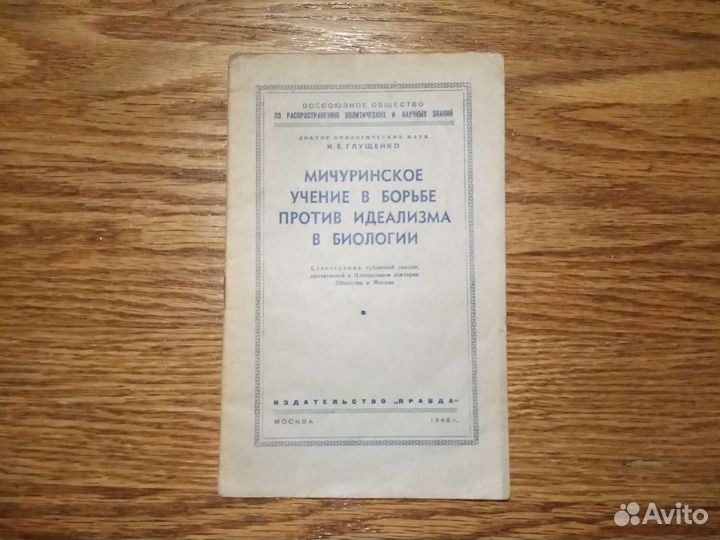 ВСЕСОЮЗНОЕ ОБЩЕСТВО
ПО РАСПРОСТРАНЕНИЮ ПОЛИТИЧЕСКИХ И НАУЧНЫХ ЗНАНИЙ
ДОКТОР БИОЛОГИЧЕСКИХ НАУК
И. Е. ГЛУЩЕНКО
МИЧУРИНСКОЕ
УЧЕНИЕ В БОРЬБЕ
ПРОТИВ ИДЕАЛИЗМА
В БИОЛОГИИ
Стенограмма публичной лекции,
прочитанной в Центральном лектории
Общества в Москве
ИЗДАТЕЛЬСТВО „ПРАВДА“
МОСКВА 1948 г.
Avito